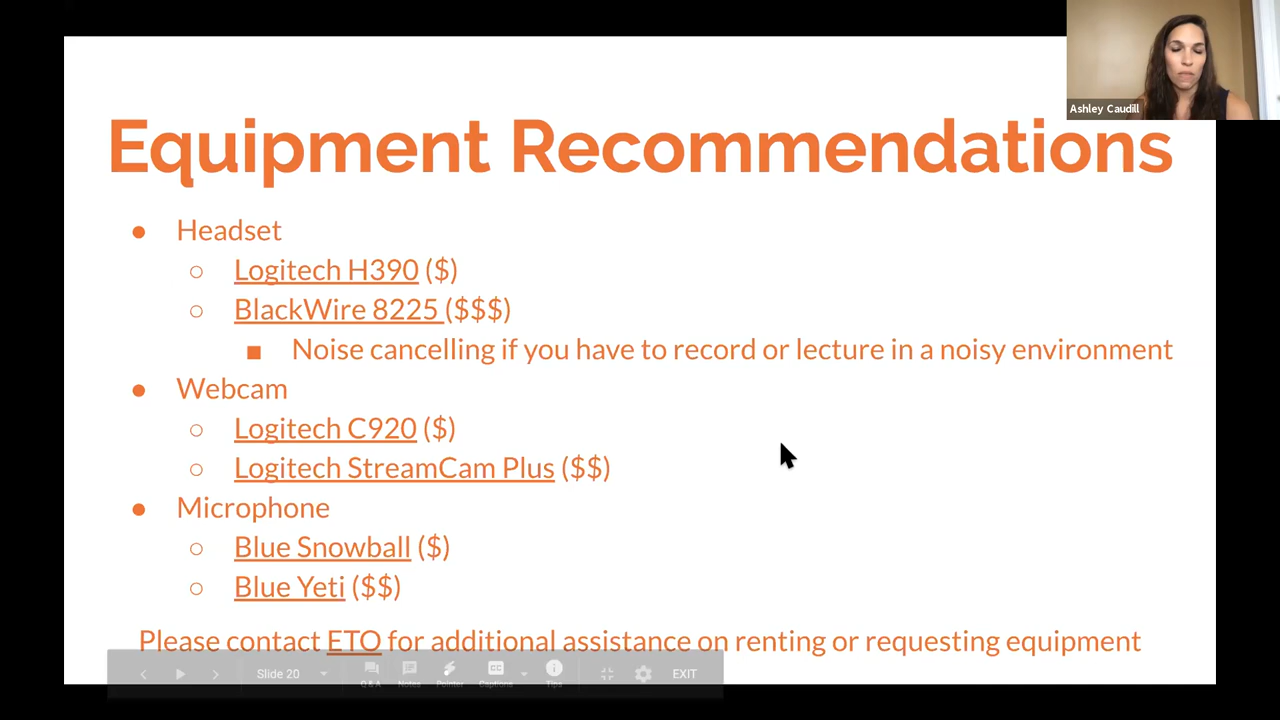 Ashley Caudill
Equipment Recommendations
● Headset
○ Logitech H390 ($)
○ BlackWire 8225 ($$$)
■ Noise cancelling if you have to record or lecture in a noisy environment
● Webcam
○ Logitech C920 ($)
○ Logitech StreamCam Plus ($$)
● Microphone
○ Blue Snowball ($)
○ Blue Yeti ($$)
Please contact ETO for additional assistance on renting or requesting equipment
Slide 20
Q & A
Notes
Pointer
CC
Captions
Tips
EXIT